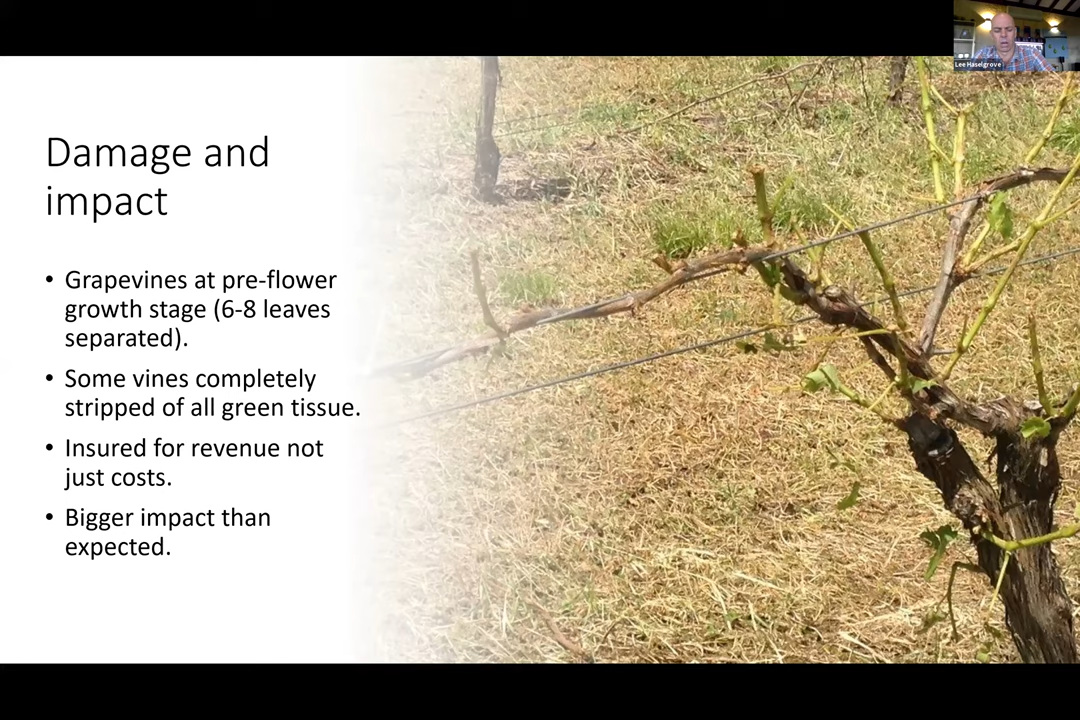 Lee Haselgrove
Damage and
impact
• Grapevines at pre-flower
growth stage (6-8 leaves
separated).
• Some vines completely
stripped of all green tissue.
• Insured for revenue not
just costs.
• Bigger impact than
expected.